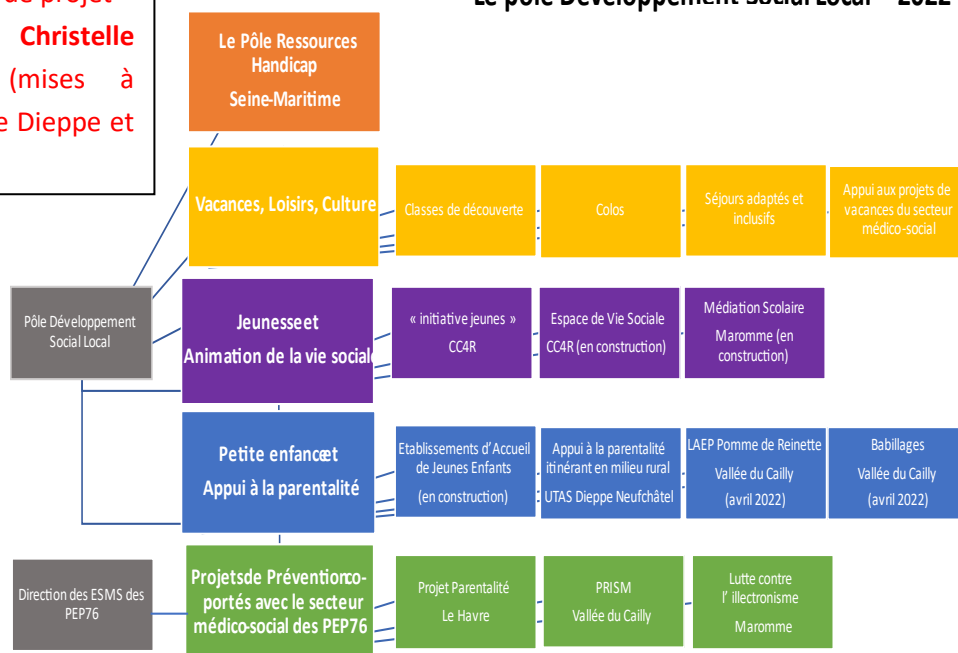 de projet
Christelle
(mises à
e Dieppe et
Le pôle Développement Social Local – 2022
Le Pôle Ressources
Handicap
Seine-Maritime
Vacances, Loisirs, Culture
Classes de découverte
Colos
Séjours adaptés et
inclusifs
Appui aux projets de
vacances du secteur
médico-social
Pôle Développement
Social Local
Jeunesseet
Animation de la vie sociale
« initiative jeunes »
CC4R
Espace de Vie Sociale
CC4R (en construction)
Médiation Scolaire
Maromme (en
construction)
Petite enfance et
Appui à la parentalité
Etablissements d’Accueil
de Jeunes Enfants
(en construction)
Appui à la parentalité
itinérant en milieu rural
UTAS Dieppe Neufchâtel
LAEP Pomme de Reinette
Vallée du Cailly
(avril 2022)
Babillages
Vallée du Cailly
(avril 2022)
Direction des ESMS des
PEP76
Projetsde Préventionco-
portés avec le secteur
médico-social des PEP76
Projet Parentalité
Le Havre
PRISM
Vallée du Cailly
Lutte contre
l’ illectronisme
Maromme